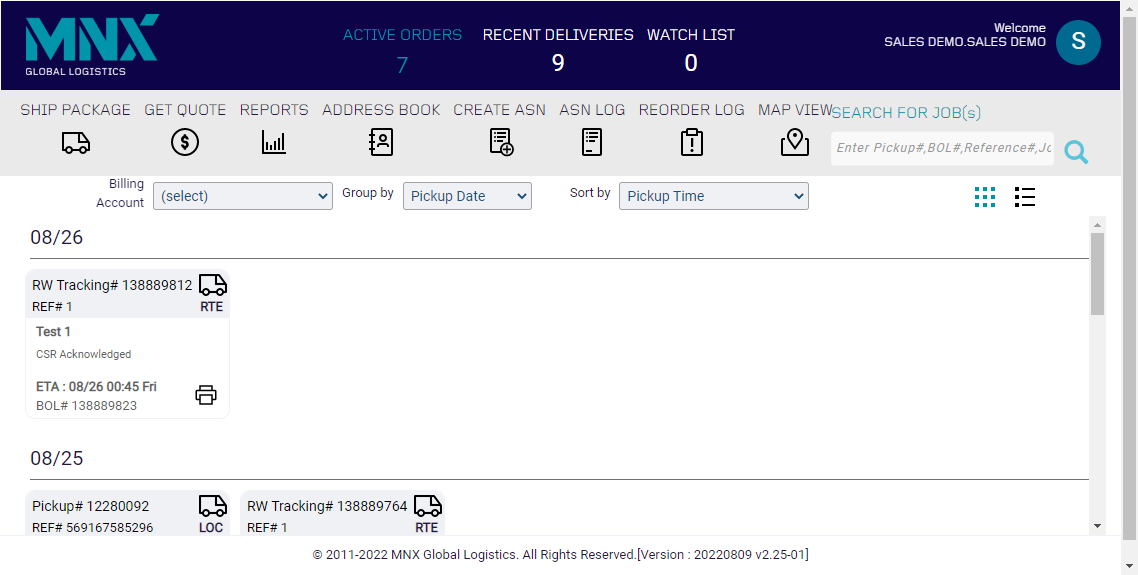 MNX
GLOBAL LOGISTICS
ACTIVE ORDERS
7
RECENT DELIVERIES
9
WATCH LIST
0
Welcome
SALES DEMO.SALES DEMO
S
SHIP PACKAGE
GET QUOTE
REPORTS
ADDRESS BOOK
CREATE ASN
ASN LOG
REORDER LOG
MAP VIEW
SEARCH FOR JOB(s)
Enter Pickup#,BOL#,Reference#,Jc
Billing
Account
(select)
Group by
Pickup Date
Sort by
Pickup Time
08/26
RW Tracking# 138889812
REF# 1
RTE
Test 1
CSR Acknowledged
ETA : 08/26 00:45 Fri
BOL# 138889823
08/25
Pickup# 12280092
REF# 569167585296
LOC
RW Tracking# 138889764
REF# 1
RTE
© 2011-2022 MNX Global Logistics. All Rights Reserved.[Version : 20220809 v2.25-01]